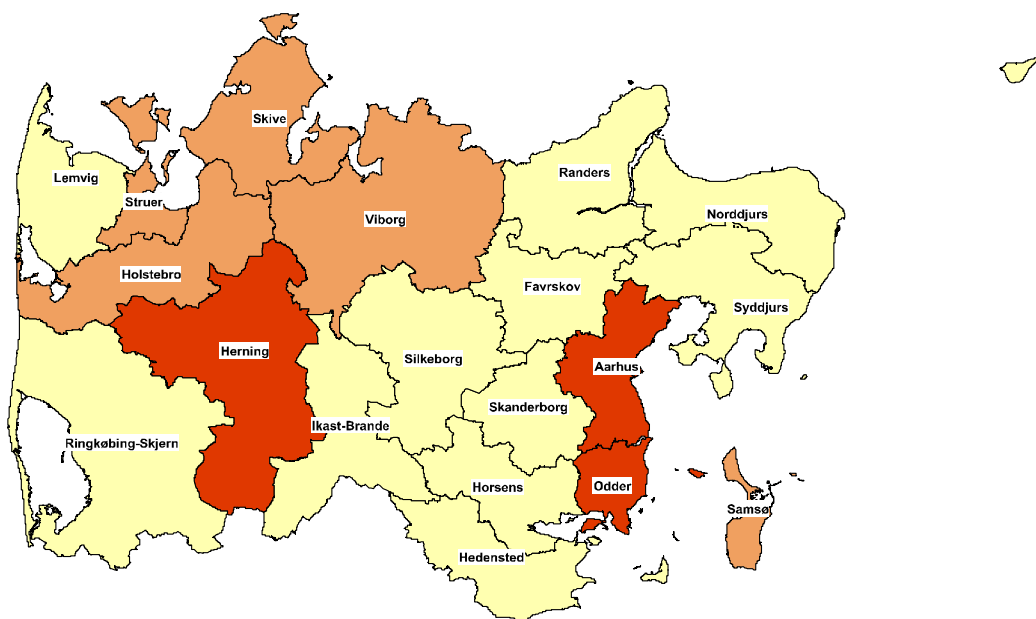 Skive
Randers
Lemvig
Struer
Norddjurs
Viborg
Holstebro
Favrskov
Syddjurs
Herning
Silkeborg
Aarhus
Skanderborg
Ikast-Brande
Ringkøbing-Skjern
Horsens
Odder
Samsø
Hedensted